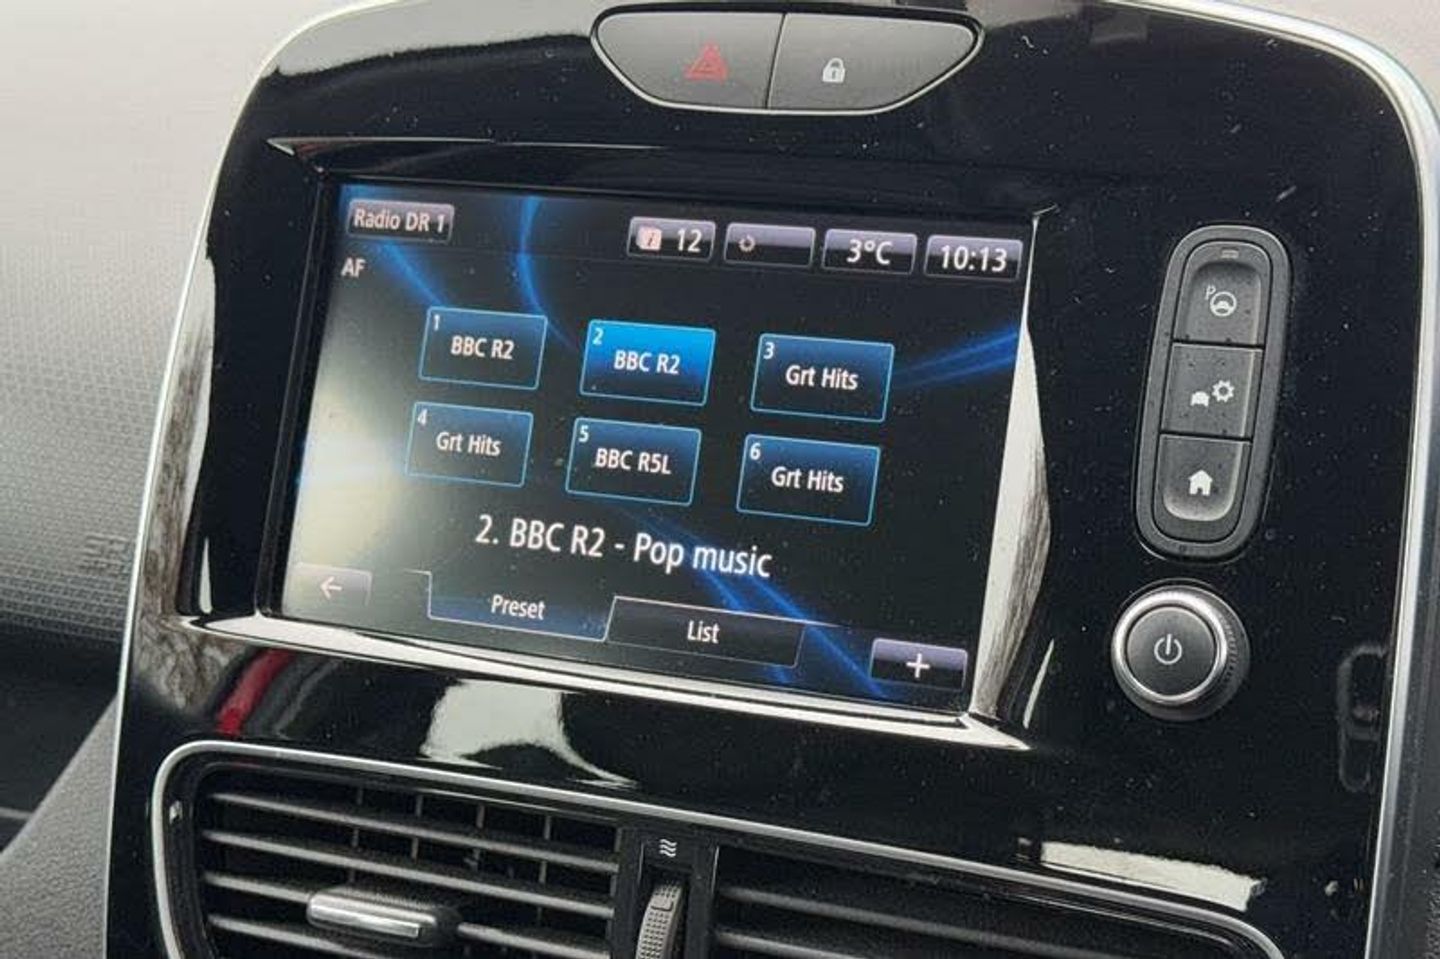 Radio DR 1
12
3°C
10:13
AF
1
BBC R2
2
BBC R2
3
Grt Hits
4
Grt Hits
5
BBC R5L
6
Grt Hits
2. BBC R2 - Pop music
Preset
List
P